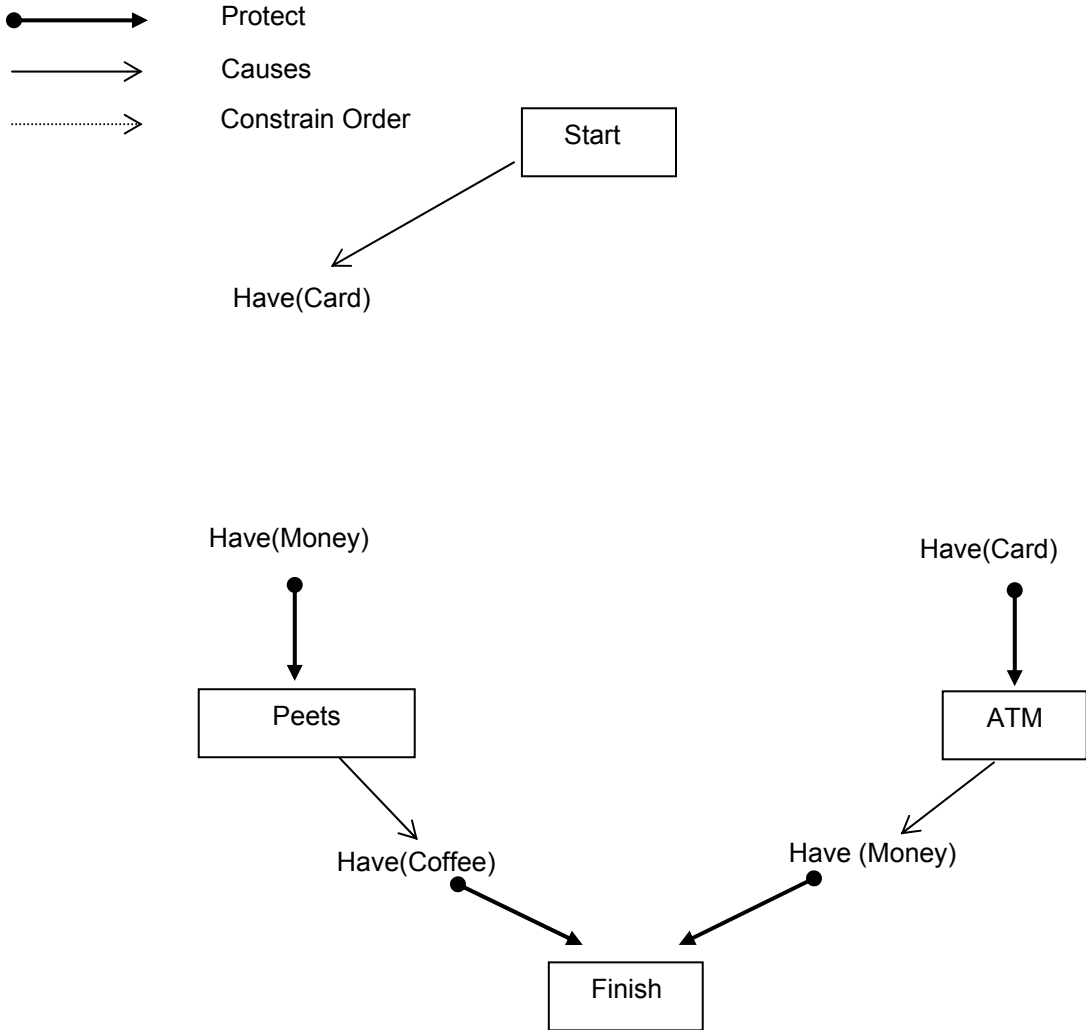 Protect
Causes
Constrain Order
Start
Have(Card)
Have(Money)
Have(Card)
Peets
ATM
Have(Coffee)
Have (Money)
Finish